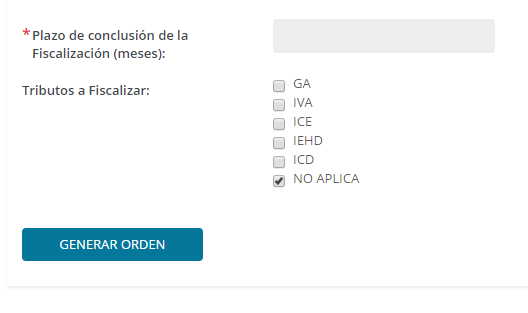 *Plazo de conclusión de la
Fiscalización (meses):
Tributos a Fiscalizar:
GA
IVA
ICE
IEHD
ICD
NO APLICA
GENERAR ORDEN